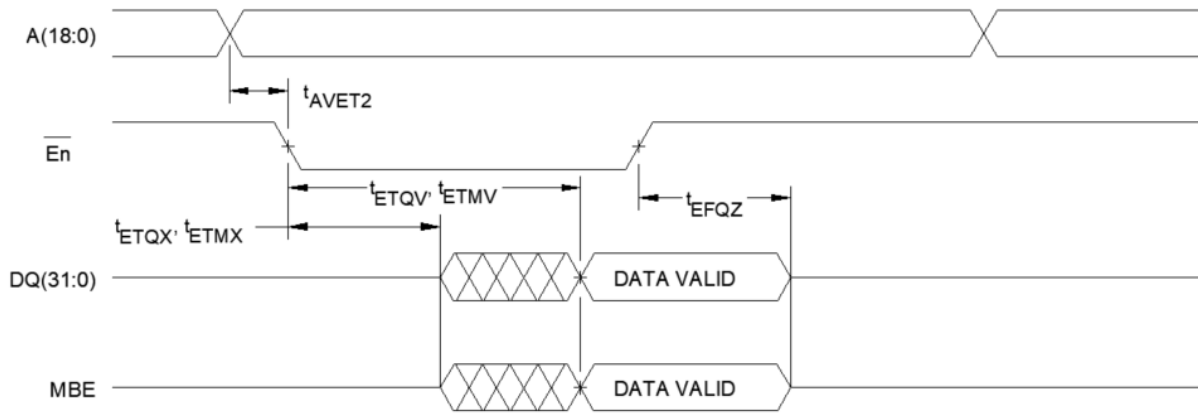 A(18:0)
tAVET2
En
tETQV, tETMV
tEFQZ
tETQX, tETMX
DQ(31:0)
DATA VALID
MBE
DATA VALID